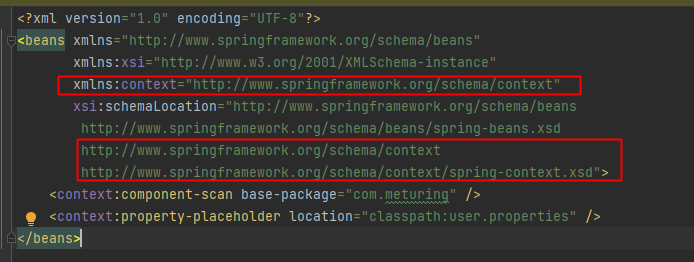 <?xml version="1.0" encoding="UTF-8"?>
<beans xmlns="http://www.springframework.org/schema/beans"
xmlns:xsi="http://www.w3.org/2001/XMLSchema-instance"
xmlns:context="http://www.springframework.org/schema/context"
xsi:schemaLocation="http://www.springframework.org/schema/beans
http://www.springframework.org/schema/beans/spring-beans.xsd
http://www.springframework.org/schema/context
http://www.springframework.org/schema/context/spring-context.xsd">
<context:component-scan base-package="com.meturing" />
<context:property-placeholder location="classpath:user.properties" />
</beans>